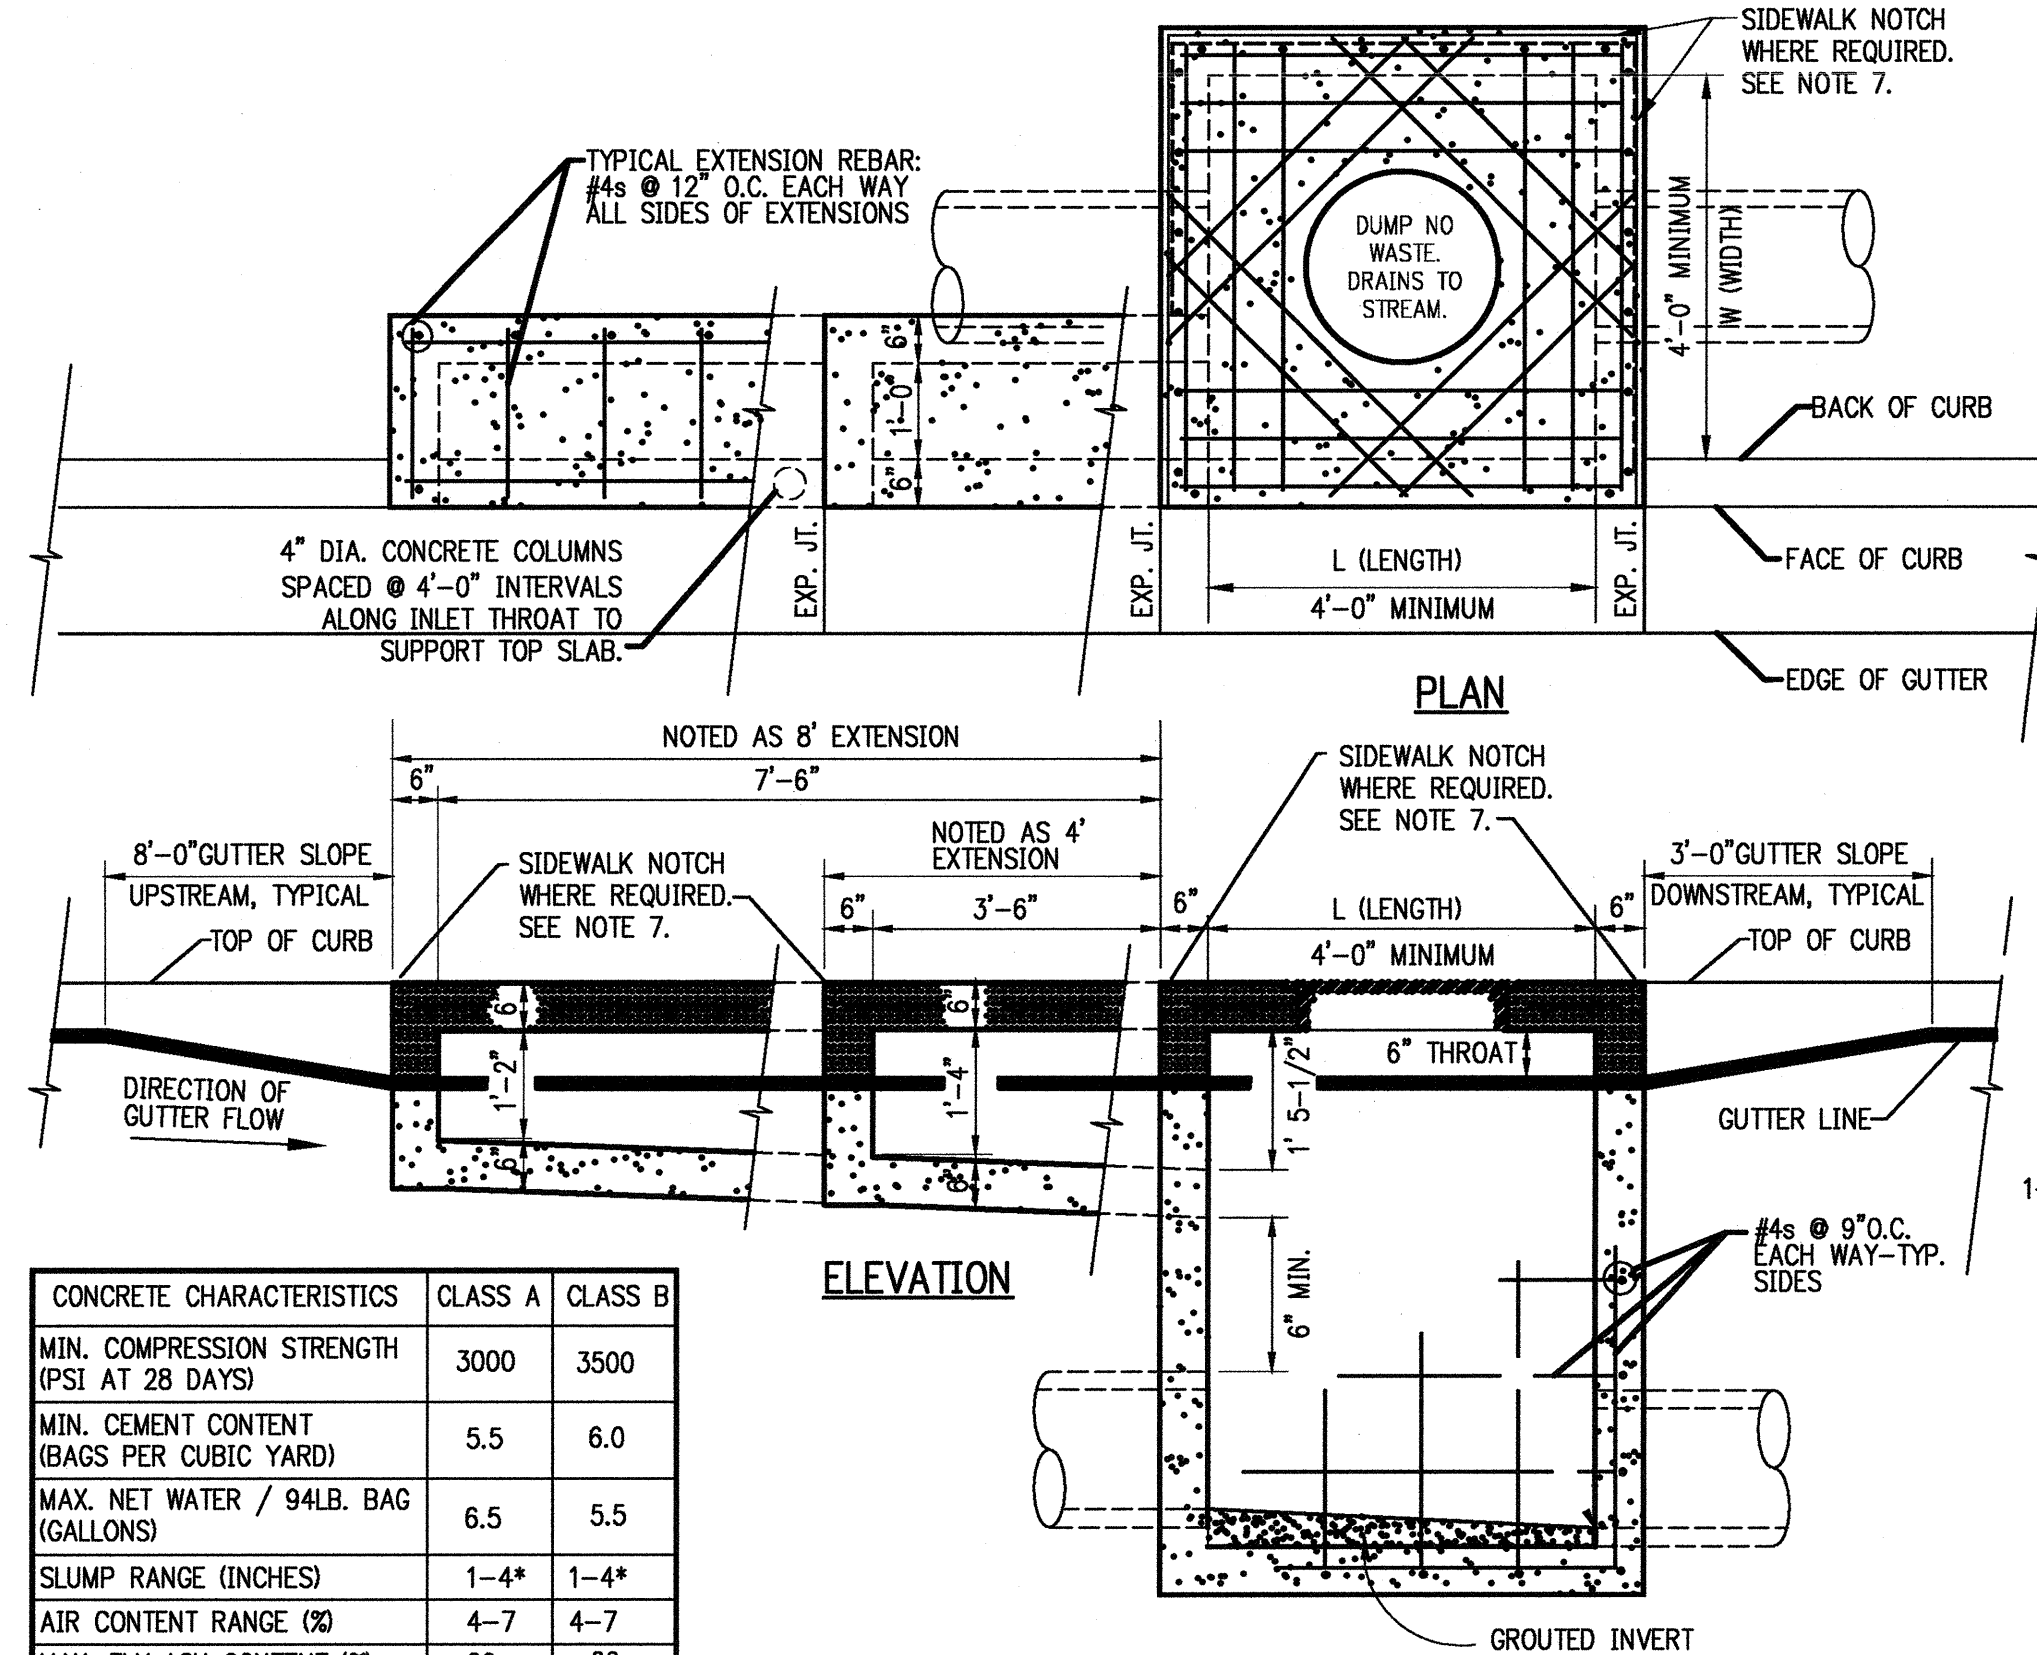 SIDEWALK NOTCH
WHERE REQUIRED.
SEE NOTE 7.
TYPICAL EXTENSION REBAR:
#4s @ 12" O.C. EACH WAY
ALL SIDES OF EXTENSIONS
DUMP NO
WASTE.
DRAINS TO
STREAM.
4'-0" MINIMUM
W (WIDTH)
6"
1'-0"
6"
BACK OF CURB
FACE OF CURB
EDGE OF GUTTER
4" DIA. CONCRETE COLUMNS
SPACED @ 4'-0" INTERVALS
ALONG INLET THROAT TO
SUPPORT TOP SLAB.
EXP. JT.
EXP. JT.
EXP. JT.
L (LENGTH)
4'-0" MINIMUM
PLAN
NOTED AS 8' EXTENSION
6"
7'-6"
NOTED AS 4'
EXTENSION
6"
3'-6"
SIDEWALK NOTCH
WHERE REQUIRED.
SEE NOTE 7.
8'-0"GUTTER SLOPE
UPSTREAM, TYPICAL
TOP OF CURB
SIDEWALK NOTCH
WHERE REQUIRED.
SEE NOTE 7.
6"
L (LENGTH)
4'-0" MINIMUM
6"
3'-0"GUTTER SLOPE
DOWNSTREAM, TYPICAL
TOP OF CURB
6"
6"
1'-2"
1'-4"
1' 5-1/2"
6" THROAT
DIRECTION OF
GUTTER FLOW
GUTTER LINE
6"
6"
6" MIN.
#4s @ 9"O.C.
EACH WAY-TYP.
SIDES
ELEVATION
GROUTED INVERT
CONCRETE CHARACTERISTICS CLASS A CLASS B
MIN. COMPRESSION STRENGTH
(PSI AT 28 DAYS) 3000 3500
MIN. CEMENT CONTENT
(BAGS PER CUBIC YARD) 5.5 6.0
MAX. NET WATER / 94LB. BAG
(GALLONS) 6.5 5.5
SLUMP RANGE (INCHES) 1-4* 1-4*
AIR CONTENT RANGE (%) 4-7 4-7